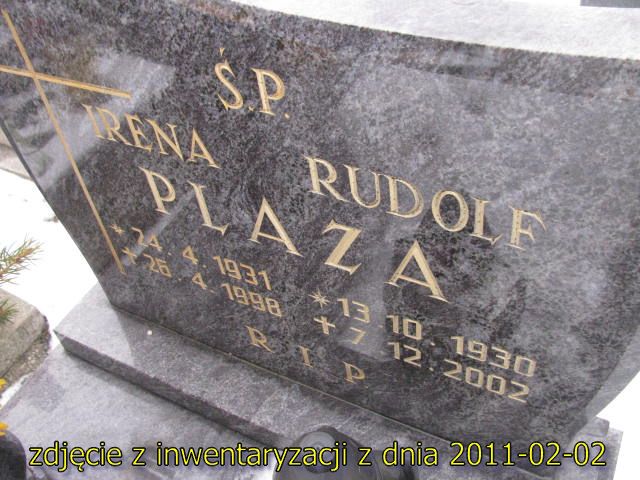 Ś.P.
IRENA RUDOLF
PLAZA
* 24.4.1931 * 13.10.1930
+ 26.4.1998 + 7.12.2002
R I P
zdjęcie z inwentaryzacji z dnia 2011-02-02